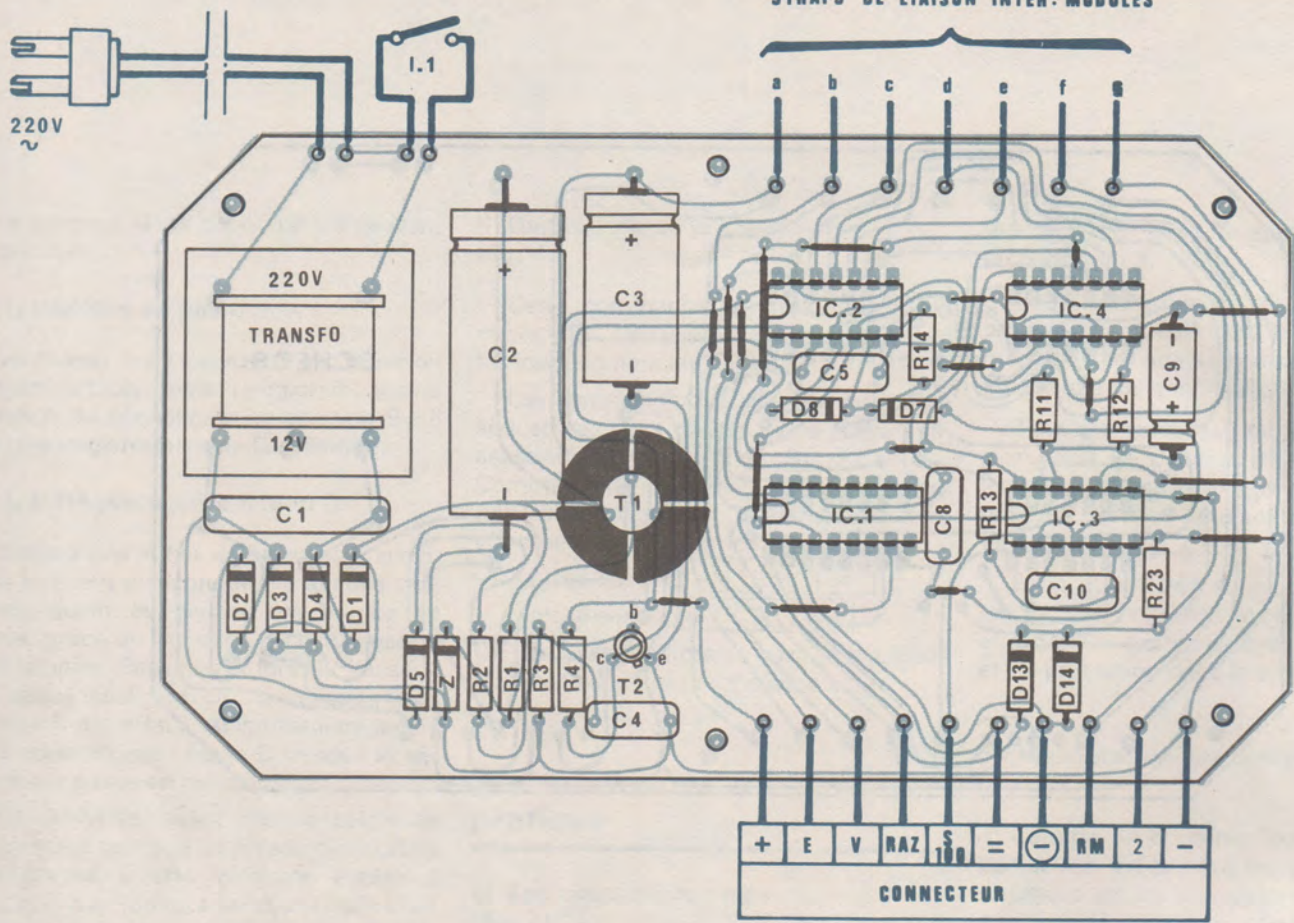 STRAPS DE LIAISON INTER-MODULES
I.1
a b c d e f g
220V
~
220V
TRANSFO
12V
C1
C2
+
−
C3
+
T1
IC.2
IC.4
R14
C5
D8 D7
R11 R12
− C9 +
IC.1
C8
R13
IC.3
C10
R23
D2 D3 D4 D1
b
c e
T2
D5 Z R2 R1 R3 R4
C4
D13 D14
+ E V RAZ S 100 = − RM 2 −
CONNECTEUR